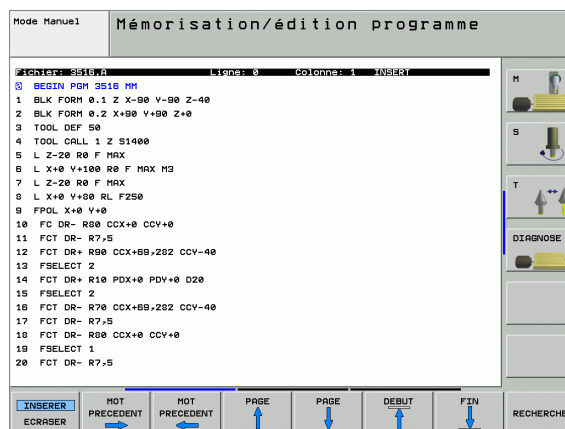 Mode Manuel
Mémorisation/édition programme
Fichier: 3516.A Ligne: 0 Colonne: 1 INSERT
0 BEGIN PGM 3516 MM
1 BLK FORM 0.1 Z X-90 Y-90 Z-40
2 BLK FORM 0.2 X+90 Y+90 Z+0
3 TOOL DEF 50
4 TOOL CALL 1 Z S1400
5 L Z-20 R0 F MAX
6 L X+0 Y+100 R0 F MAX M3
7 L Z-20 R0 F MAX
8 L X+0 Y+80 RL F250
9 FPOL X+0 Y+0
10 FC DR- R80 CCX+0 CCY+0
11 FCT DR- R7,5
12 FCT DR+ R90 CCX+69,282 CCY-40
13 FSELECT 2
14 FCT DR+ R10 PDX+0 PDY+0 D20
15 FSELECT 2
16 FCT DR- R70 CCX+69,282 CCY-40
17 FCT DR- R7,5
18 FCT DR- R80 CCX+0 CCY+0
19 FSELECT 1
20 FCT DR- R7,5
M
S
T
DIAGNOSE
INSERER
ECRASER
MOT
PRECEDENT
MOT
PRECEDENT
PAGE
PAGE
DEBUT
FIN
RECHERCHE